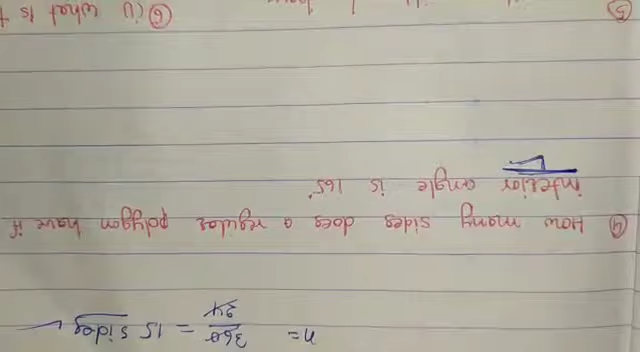 n = 360/24 = 15 sides
④ How many sides does a regular polygon have if
interior angle is 165°
⑤
⑥ (i) what is